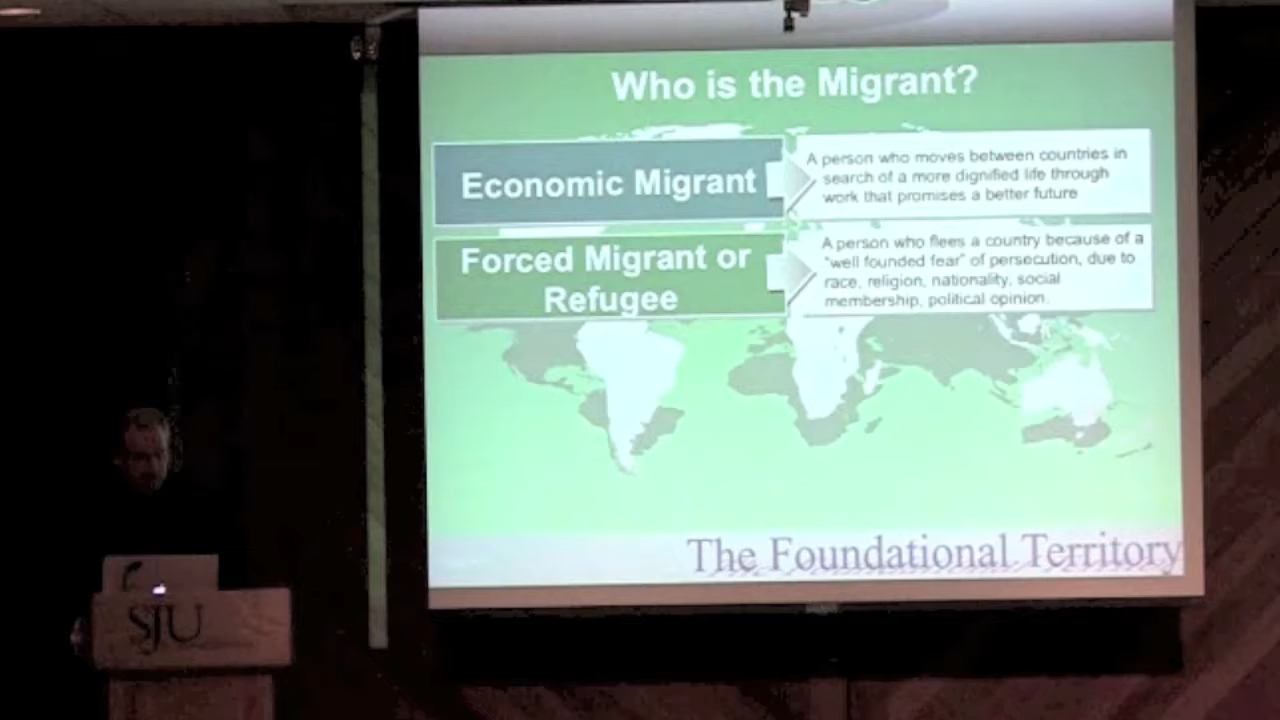 Who is the Migrant?
Economic Migrant
A person who moves between countries in
search of a more dignified life through
work that promises a better future
Forced Migrant or
Refugee
A person who flees a country because of a
"well founded fear" of persecution, due to
race, religion, nationality, social
membership, political opinion.
The Foundational Territory
SJU